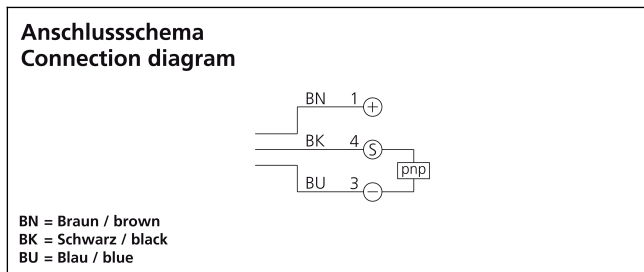 Anschlussschema
Connection diagram
BN 1 +
BK 4 S
pnp
BU 3 −
BN = Braun / brown
BK = Schwarz / black
BU = Blau / blue